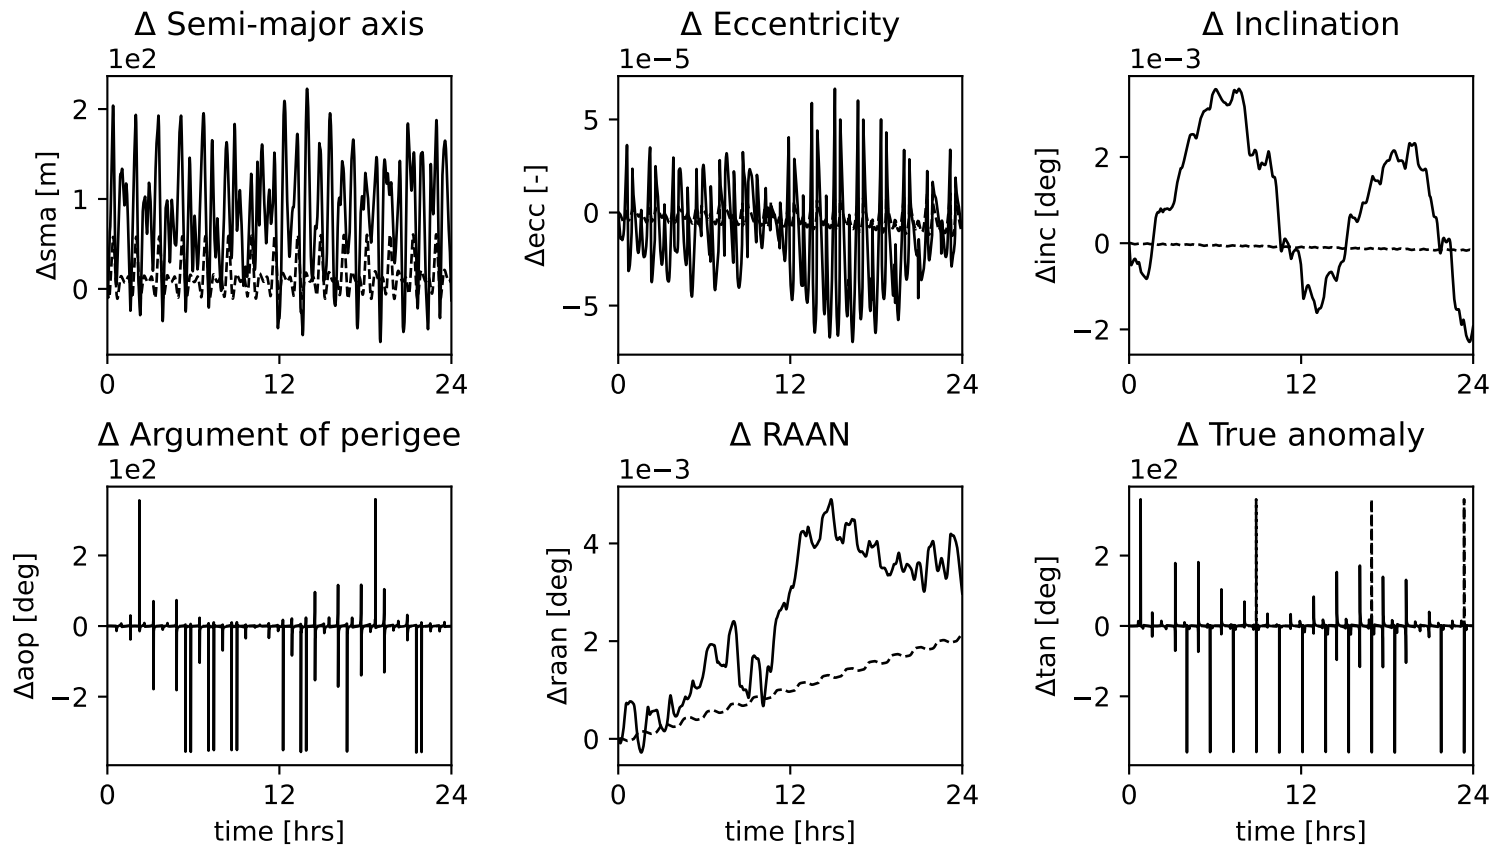 Δ Semi-major axis
1e2
Δsma [m]
2
1
0
0 12 24
Δ Eccentricity
1e−5
Δecc [-]
5
0
−5
0 12 24
Δ Inclination
1e−3
Δinc [deg]
2
0
−2
0 12 24
Δ Argument of perigee
1e2
Δaop [deg]
2
0
−2
0 12 24
time [hrs]
Δ RAAN
1e−3
Δraan [deg]
4
2
0
0 12 24
time [hrs]
Δ True anomaly
1e2
Δtan [deg]
2
0
−2
0 12 24
time [hrs]